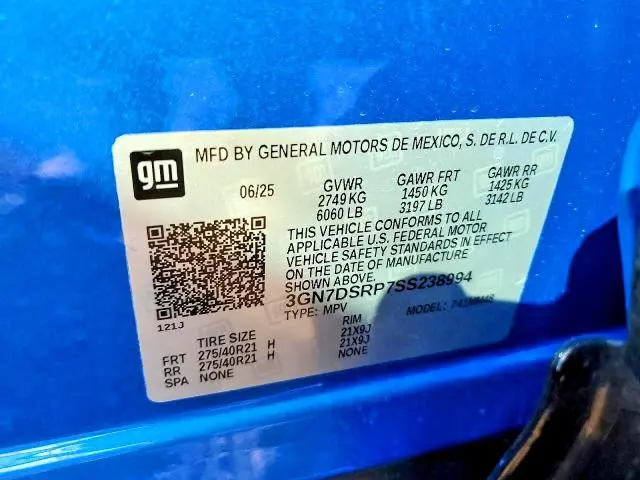 gm
MFD BY GENERAL MOTORS DE MEXICO, S. DE R.L. DE C.V.
06/25 GVWR GAWR FRT GAWR RR
2749 KG 1450 KG 1425 KG
6060 LB 3197 LB 3142 LB
THIS VEHICLE CONFORMS TO ALL
APPLICABLE U.S. FEDERAL MOTOR
VEHICLE SAFETY STANDARDS IN EFFECT
ON THE DATE OF MANUFACTURE
SHOWN ABOVE.
3GN7DSRP7SS238994
TYPE: MPV MODEL:
121J
TIRE SIZE RIM
FRT 275/40R21 H 21X9J
RR 275/40R21 H 21X9J
SPA NONE NONE